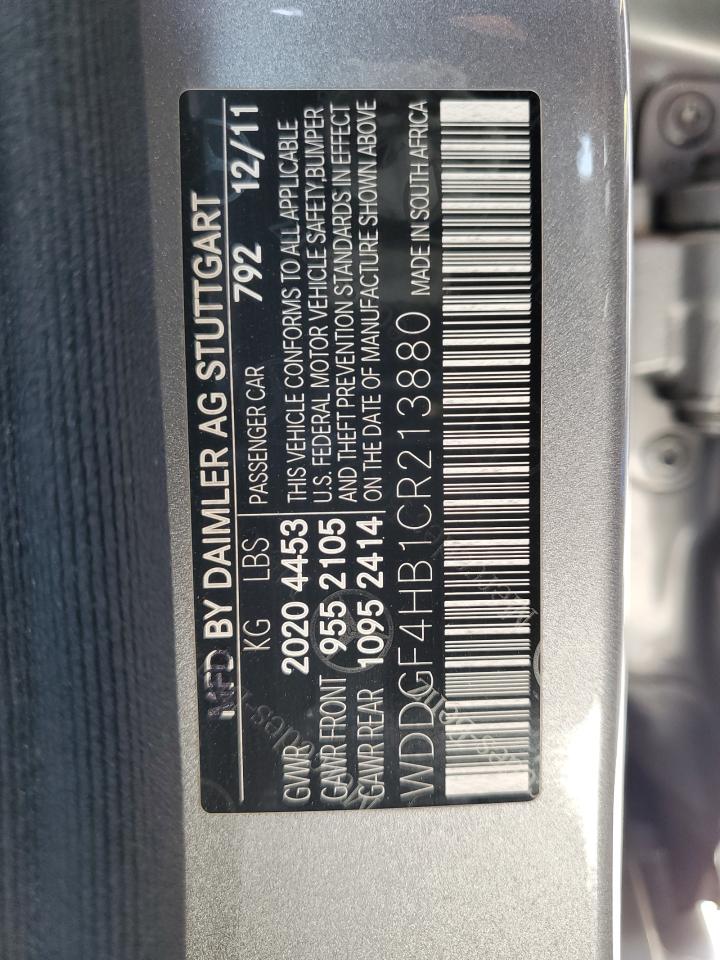 MFD BY DAIMLER AG STUTTGART
792 12/11
KG LBS PASSENGER CAR
GVWR 2020 4453 THIS VEHICLE CONFORMS TO ALL APPLICABLE
GAWR FRONT 955 2105 U.S. FEDERAL MOTOR VEHICLE SAFETY,BUMPER
GAWR REAR 1095 2414 AND THEFT PREVENTION STANDARDS IN EFFECT
ON THE DATE OF MANUFACTURE SHOWN ABOVE
WDDGF4HB1CR213880 MADE IN SOUTH AFRICA